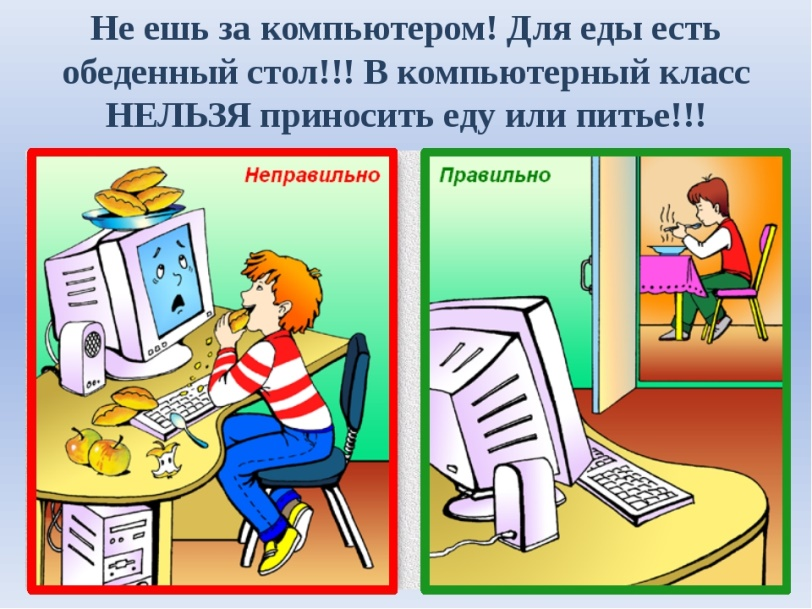 Не ешь за компьютером! Для еды есть
обеденный стол!!! В компьютерный класс
НЕЛЬЗЯ приносить еду или питье!!!
Неправильно
Правильно